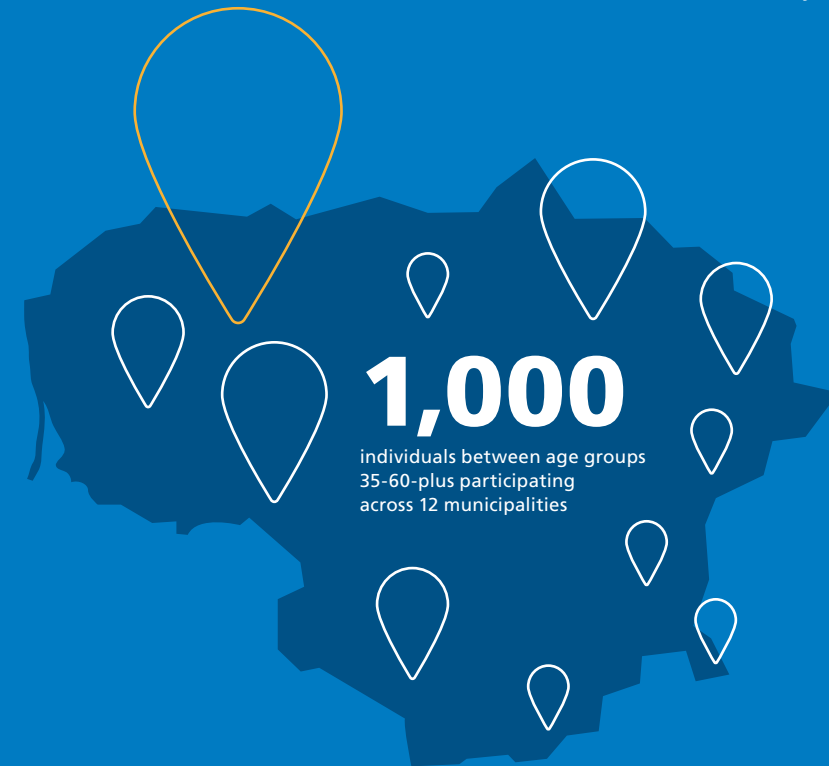 1,000
individuals between age groups
35-60-plus participating
across 12 municipalities